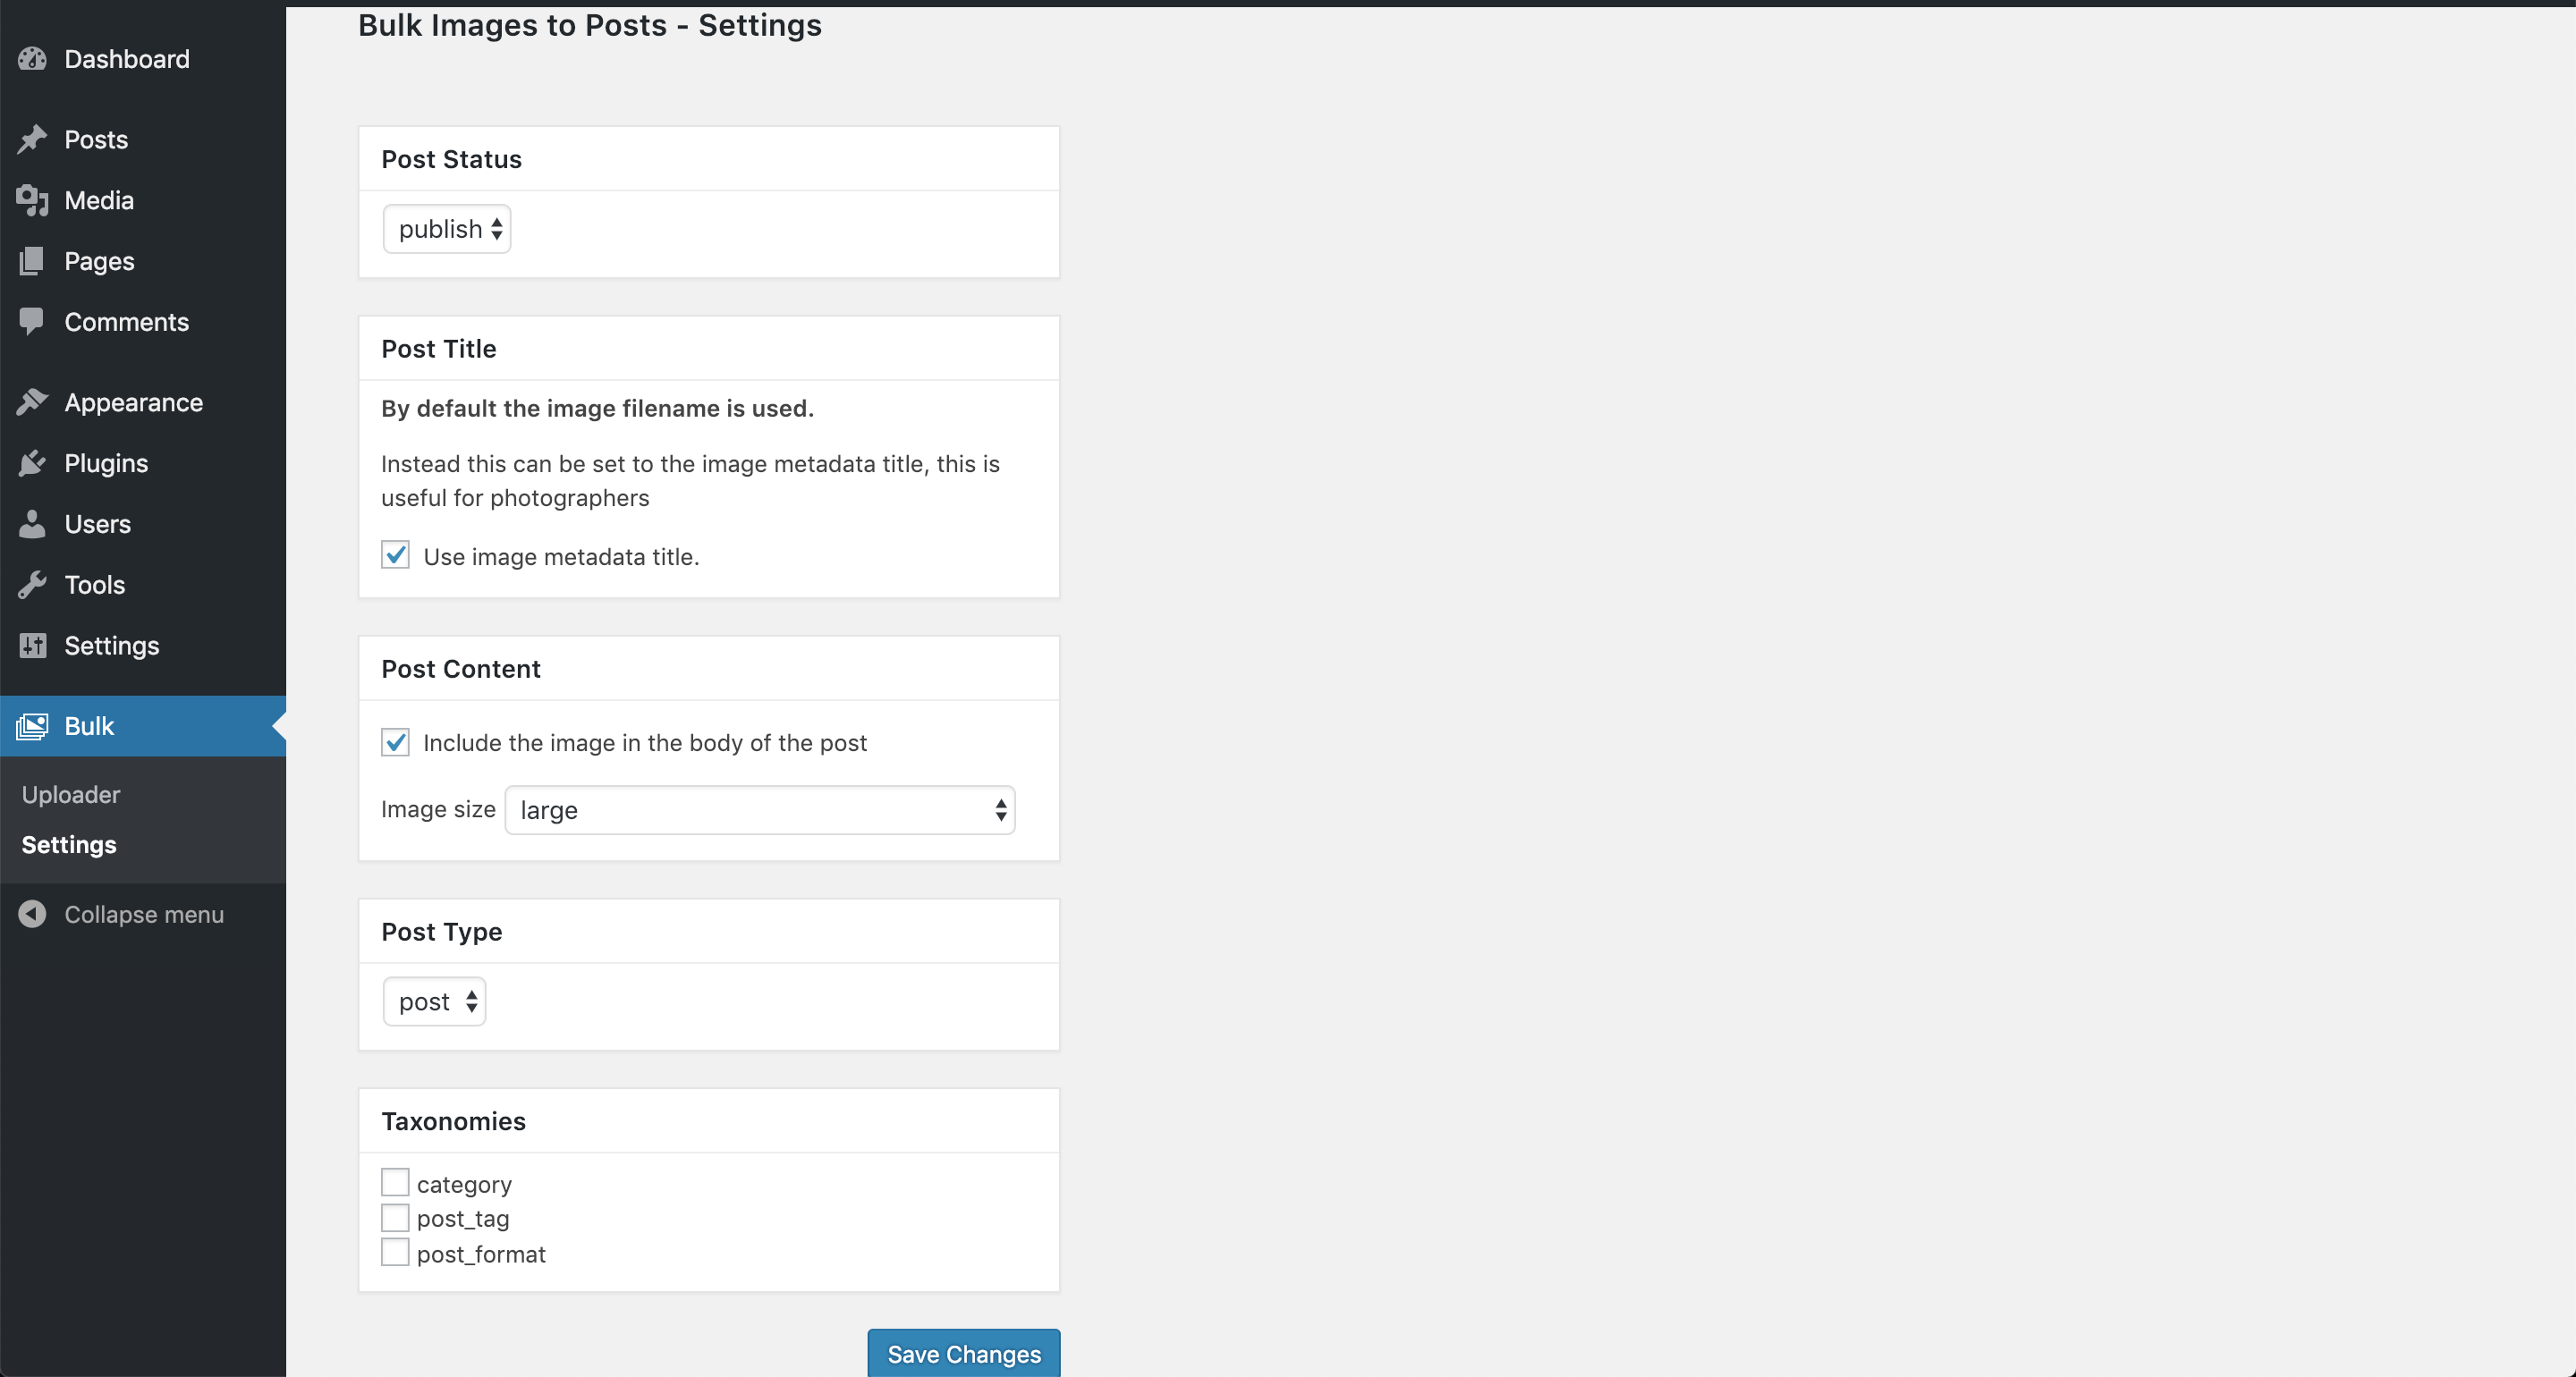 Dashboard
Posts
Media
Pages
Comments
Appearance
Plugins
Users
Tools
Settings
Bulk
Uploader
Settings
Collapse menu
Bulk Images to Posts - Settings
Post Status
publish
Post Title
By default the image filename is used.
Instead this can be set to the image metadata title, this is
useful for photographers
Use image metadata title.
Post Content
Include the image in the body of the post
Image size large
Post Type
post
Taxonomies
category
post_tag
post_format
Save Changes